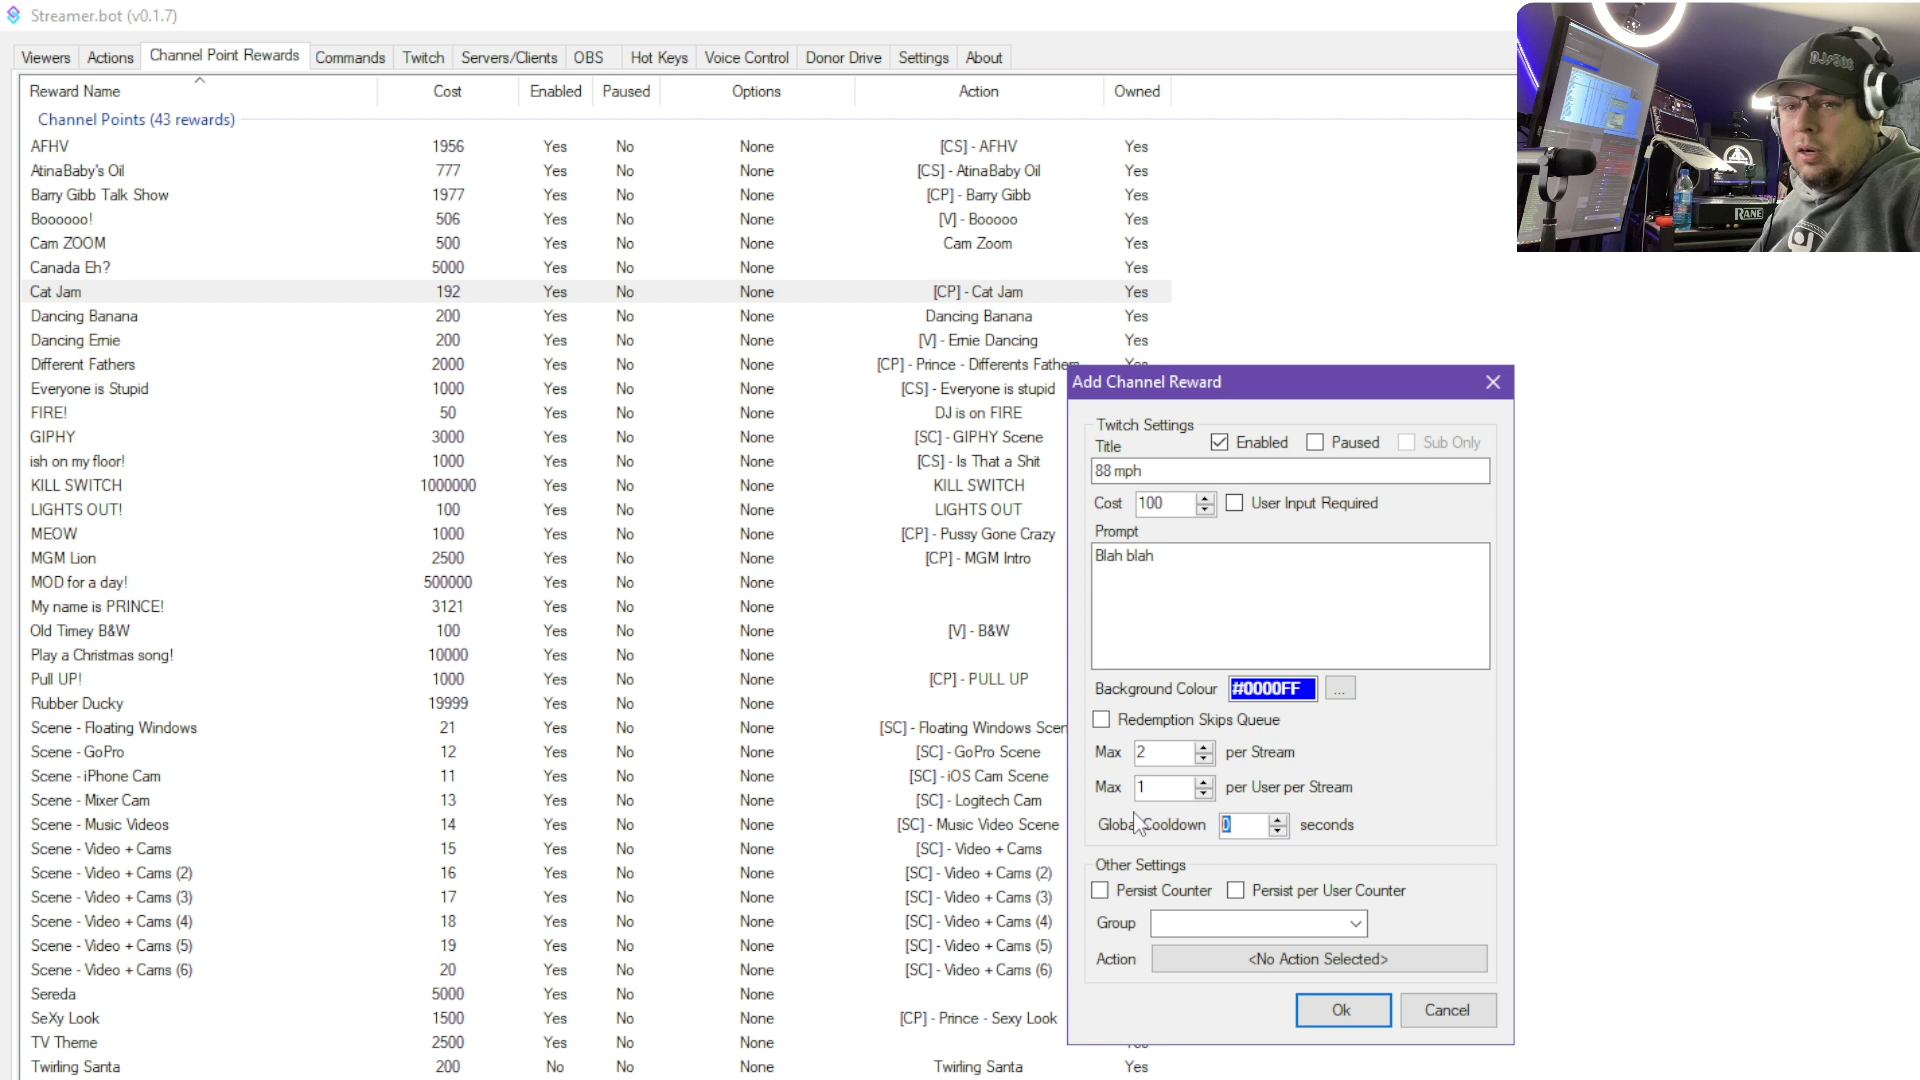 Streamer.bot (v0.1.7)
Viewers Actions Channel Point Rewards Commands Twitch Servers/Clients OBS Hot Keys Voice Control Donor Drive Settings About
Reward Name Cost Enabled Paused Options Action Owned
Channel Points (43 rewards)
AFHV 1956 Yes No None [CS] - AFHV Yes
AtinaBaby's Oil 777 Yes No None [CS] - AtinaBaby Oil Yes
Barry Gibb Talk Show 1977 Yes No None [CP] - Barry Gibb Yes
Boooooo! 506 Yes No None [V] - Booooo Yes
Cam ZOOM 500 Yes No None Cam Zoom Yes
Canada Eh? 5000 Yes No None Yes
Cat Jam 192 Yes No None [CP] - Cat Jam Yes
Dancing Banana 200 Yes No None Dancing Banana Yes
Dancing Ernie 200 Yes No None [V] - Ernie Dancing Yes
Different Fathers 2000 Yes No None [CP] - Prince - Differents Fathers
Everyone is Stupid 1000 Yes No None [CS] - Everyone is stupid
FIRE! 50 Yes No None DJ is on FIRE
GIPHY 3000 Yes No None [SC] - GIPHY Scene
ish on my floor! 1000 Yes No None [CS] - Is That a Shit
KILL SWITCH 1000000 Yes No None KILL SWITCH
LIGHTS OUT! 100 Yes No None LIGHTS OUT
MEOW 1000 Yes No None [CP] - Pussy Gone Crazy
MGM Lion 2500 Yes No None [CP] - MGM Intro
MOD for a day! 500000 Yes No None
My name is PRINCE! 3121 Yes No None
Old Timey B&W 100 Yes No None [V] - B&W
Play a Christmas song! 10000 Yes No None
Pull UP! 1000 Yes No None [CP] - PULL UP
Rubber Ducky 19999 Yes No None
Scene - Floating Windows 21 Yes No None [SC] - Floating Windows Scen
Scene - GoPro 12 Yes No None [SC] - GoPro Scene
Scene - iPhone Cam 11 Yes No None [SC] - iOS Cam Scene
Scene - Mixer Cam 13 Yes No None [SC] - Logitech Cam
Scene - Music Videos 14 Yes No None [SC] - Music Video Scene
Scene - Video + Cams 15 Yes No None [SC] - Video + Cams
Scene - Video + Cams (2) 16 Yes No None [SC] - Video + Cams (2)
Scene - Video + Cams (3) 17 Yes No None [SC] - Video + Cams (3)
Scene - Video + Cams (4) 18 Yes No None [SC] - Video + Cams (4)
Scene - Video + Cams (5) 19 Yes No None [SC] - Video + Cams (5)
Scene - Video + Cams (6) 20 Yes No None [SC] - Video + Cams (6)
Sereda 5000 Yes No None
SeXy Look 1500 Yes No None [CP] - Prince - Sexy Look
TV Theme 2500 Yes No None
Twirling Santa 200 No No None Twirling Santa Yes
Add Channel Reward
Twitch Settings
Title Enabled Paused Sub Only
88 mph
Cost 100 User Input Required
Prompt
Blah blah
Background Colour #0000FF ...
Redemption Skips Queue
Max 2 per Stream
Max 1 per User per Stream
Global Cooldown 0 seconds
Other Settings
Persist Counter Persist per User Counter
Group
Action <No Action Selected>
Ok Cancel
RANE